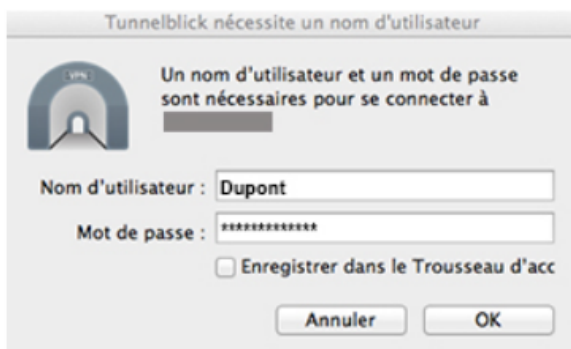 Tunnelblick nécessite un nom d'utilisateur
VPN
Un nom d'utilisateur et un mot de passe
sont nécessaires pour se connecter à
Nom d'utilisateur : Dupont
Mot de passe : *************
Enregistrer dans le Trousseau d'acc
Annuler OK